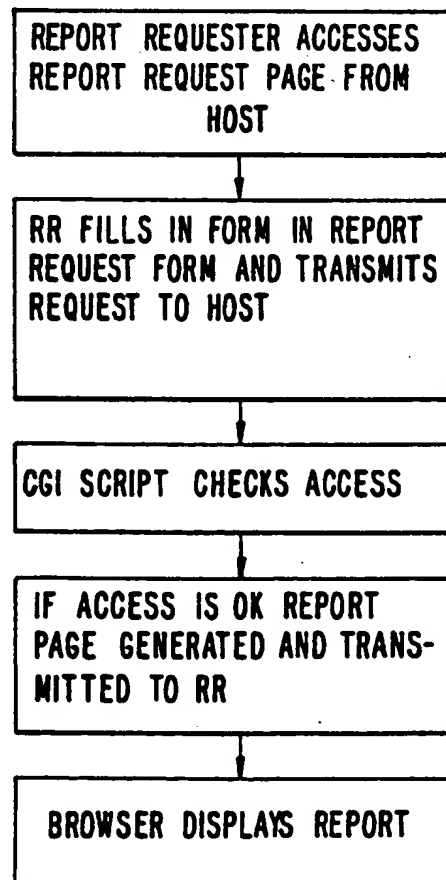 REPORT REQUESTER ACCESSES
REPORT REQUEST PAGE FROM
HOST
RR FILLS IN FORM IN REPORT
REQUEST FORM AND TRANSMITS
REQUEST TO HOST
CGI SCRIPT CHECKS ACCESS
IF ACCESS IS OK REPORT
PAGE GENERATED AND TRANS-
MITTED TO RR
BROWSER DISPLAYS REPORT